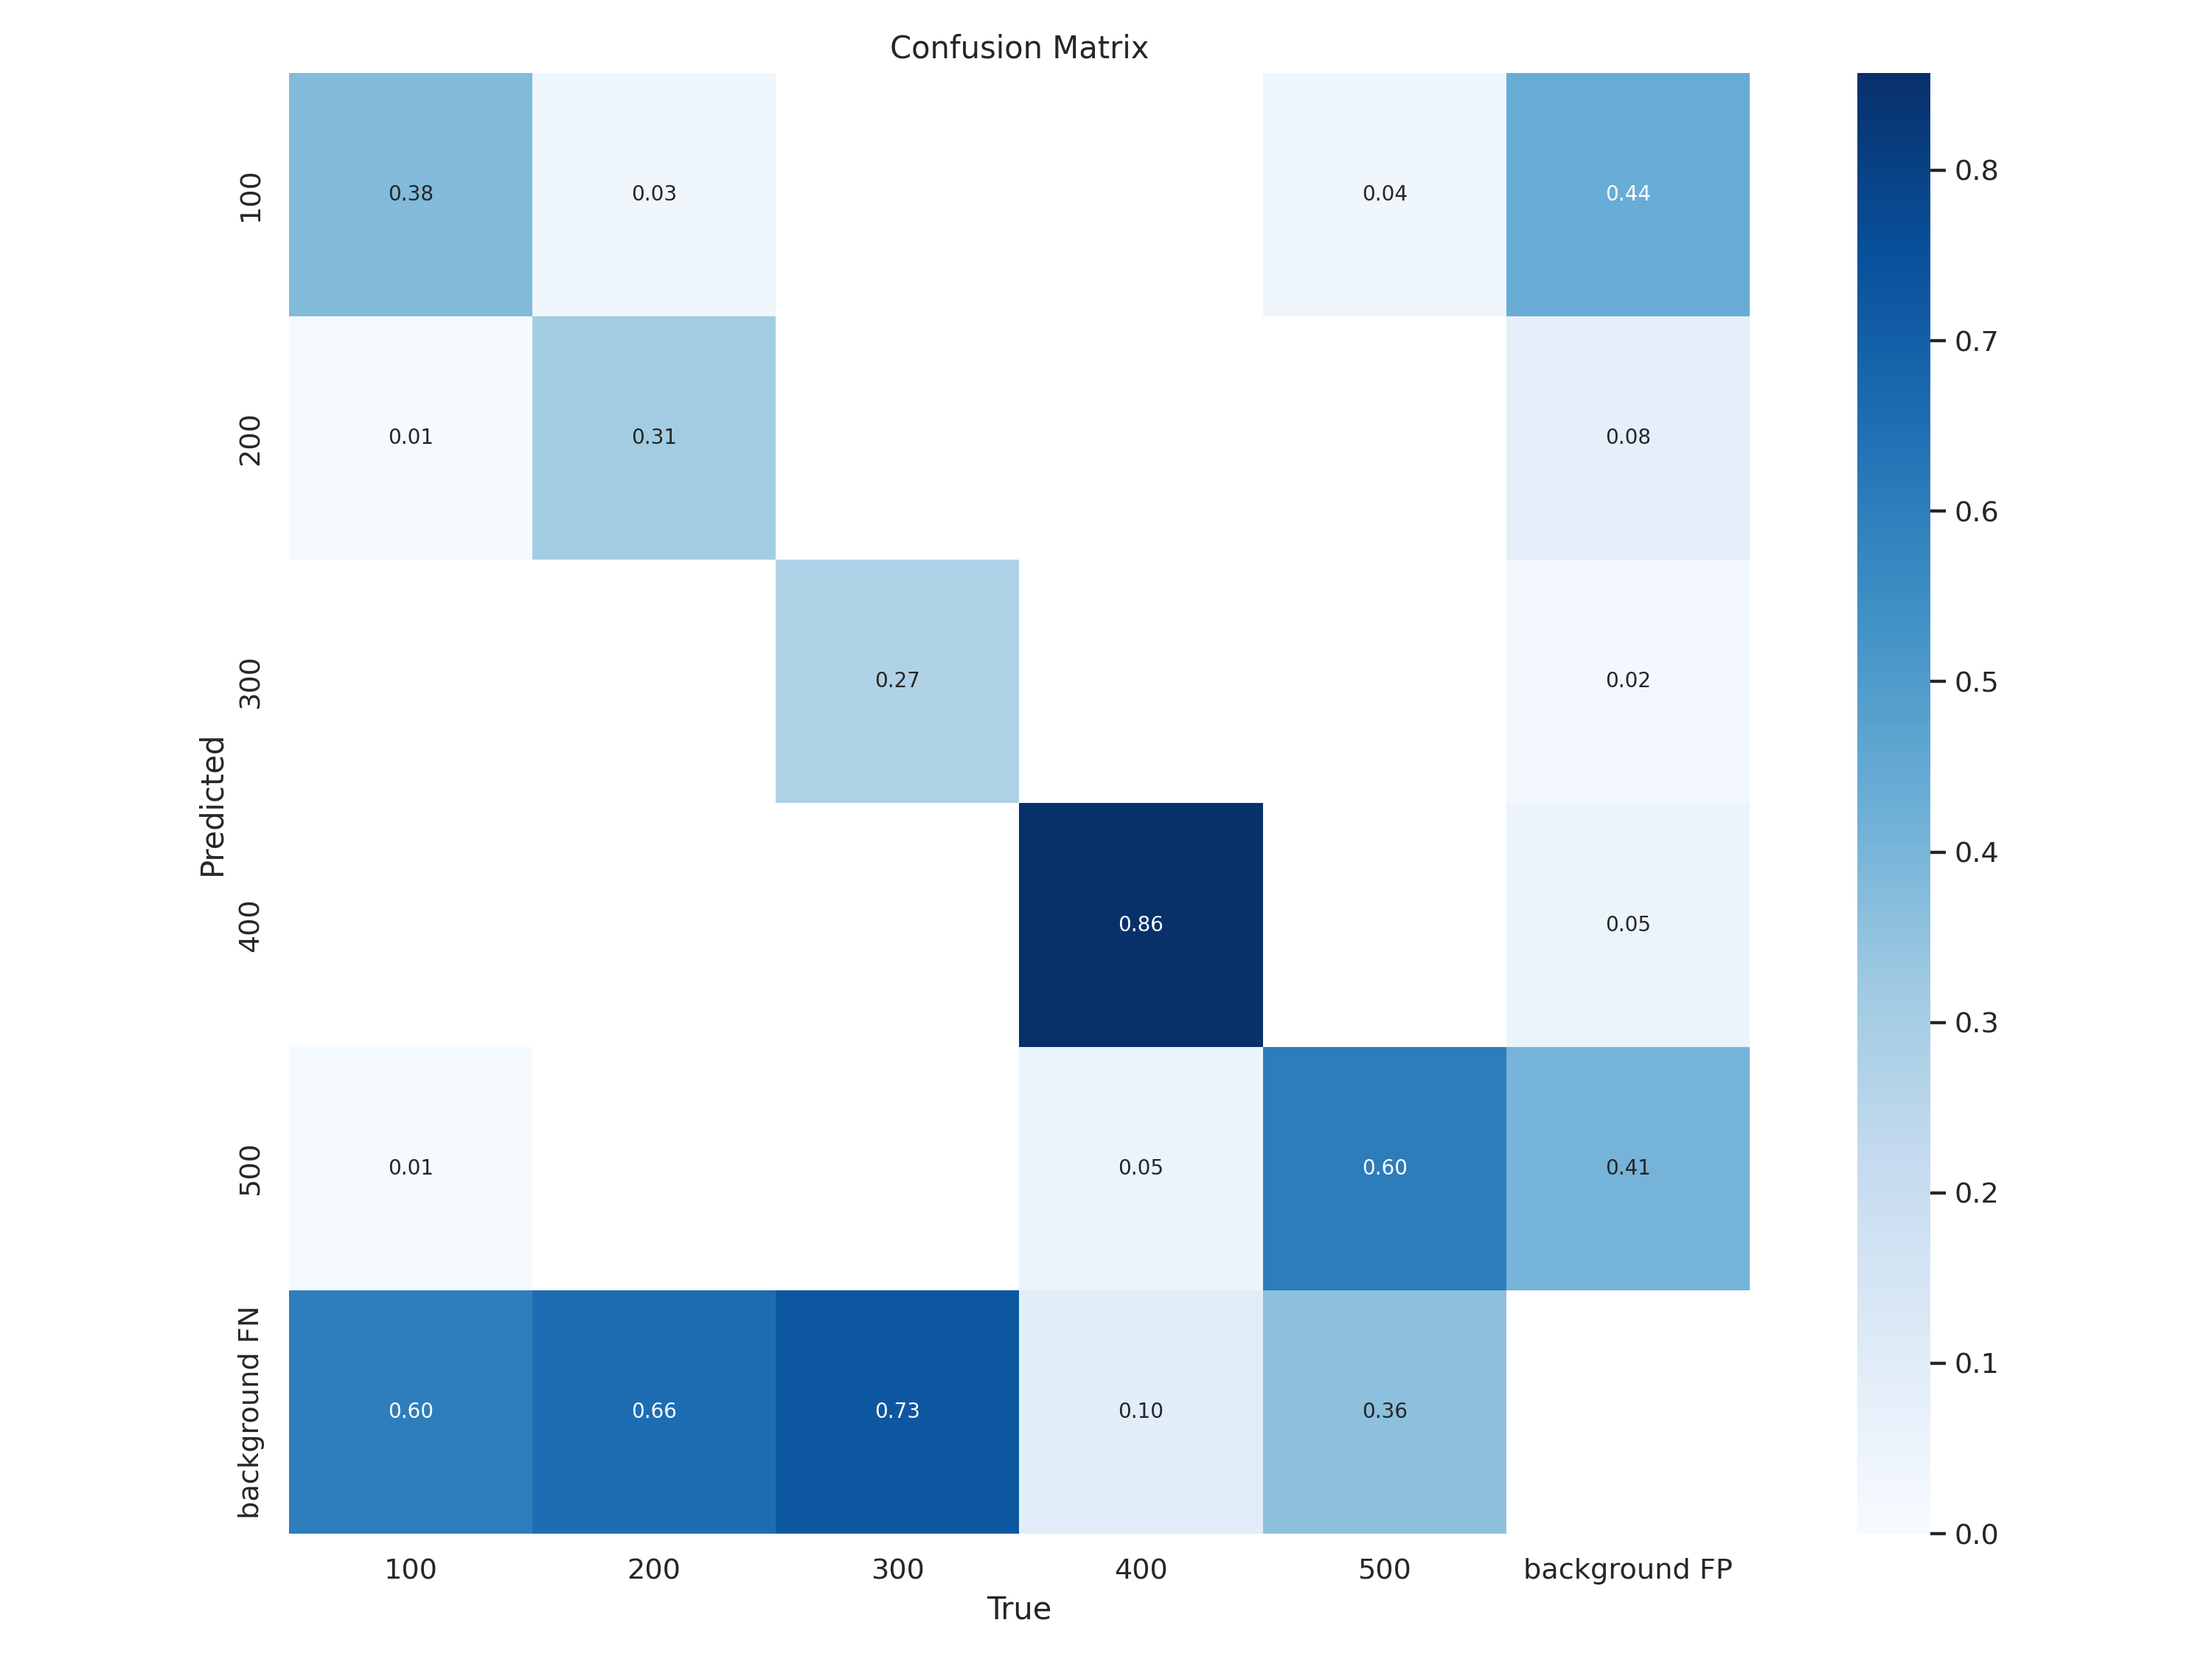 Confusion Matrix
100 0.38 0.03 0.04 0.44
200 0.01 0.31 0.08
300 0.27 0.02
400 0.86 0.05
500 0.01 0.05 0.60 0.41
background FN 0.60 0.66 0.73 0.10 0.36
Predicted
100 200 300 400 500 background FP
True
0.8
0.7
0.6
0.5
0.4
0.3
0.2
0.1
0.0